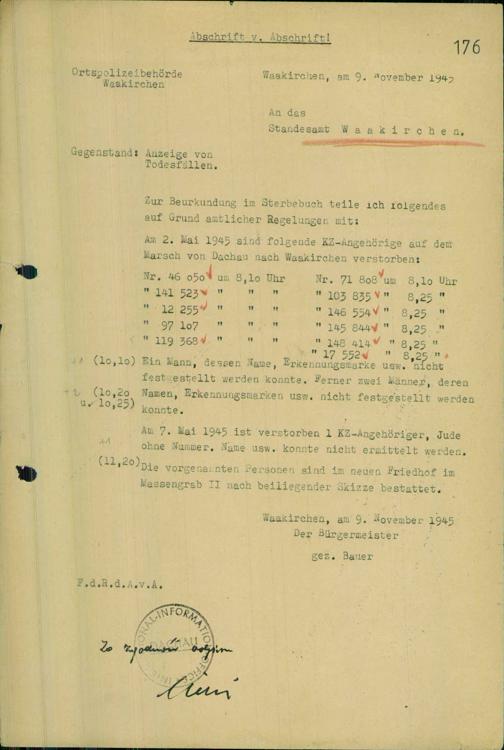 Abschrift v. Abschrift!
176
Ortspolizeibehörde
Waakirchen
Waakirchen, am 9. November 1945
An das
Standesamt W a a k i r c h e n.
Gegenstand: Anzeige von
Todesfällen.
Zur Beurkundung im Sterbebuch teile ich folgendes
auf Grund amtlicher Regelungen mit:
Am 2. Mai 1945 sind folgende KZ-Angehörige auf dem
Marsch von Dachau nach Waakirchen verstorben:
Nr. 46 050 um 8,10 Uhr Nr. 71 808 um 8,10 Uhr
" 141 523 " " " " 103 835 " 8,25 "
" 12 255 " " " " 146 554 " 8,25 "
" 97 107 " " " " 145 844 " 8,25 "
" 119 368 " " " " 148 414 " 8,25 "
" 17 552 " 8,25 "
(10,10) Ein Mann, dessen Name, Erkennungsmarke usw. nicht
festgestellt werden konnte. Ferner zwei Männer, deren
(10,20 Namen, Erkennungsmarken usw. nicht festgestellt werden
u. 10,25) konnte.
Am 7. Mai 1945 ist verstorben 1 KZ-Angehöriger, Jude
ohne Nummer. Name usw. konnte nicht ermittelt werden.
(11,20) Die vorgenannten Personen sind im neuen Friedhof im
Massengrab II nach beiliegender Skizze bestattet.
Waakirchen, am 9. November 1945
Der Bürgermeister
gez. Bauer
F.d.R.d.A.v.A.
INFORMATION OFFICE
DACHAU
Za zgodność